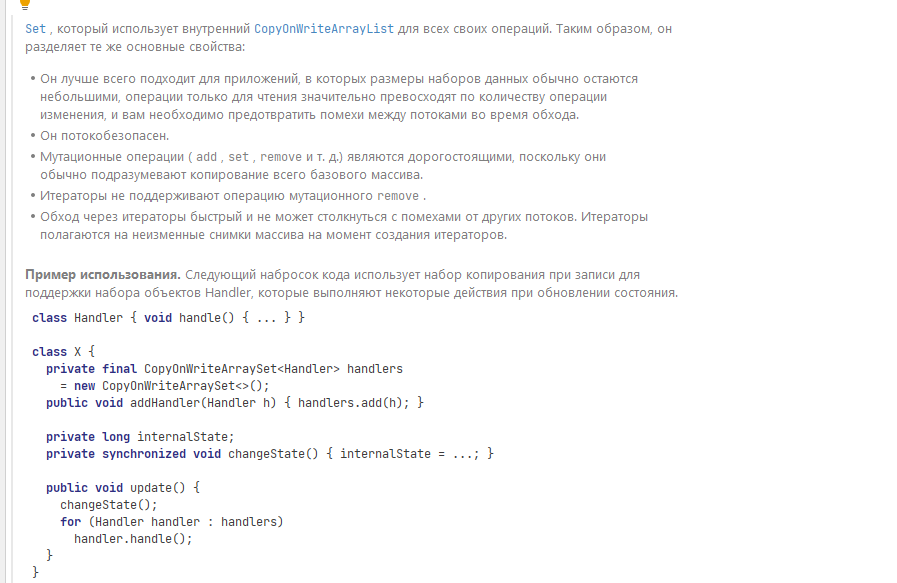 Set , который использует внутренний CopyOnWriteArrayList для всех своих операций. Таким образом, он
разделяет те же основные свойства:
• Он лучше всего подходит для приложений, в которых размеры наборов данных обычно остаются
небольшими, операции только для чтения значительно превосходят по количеству операции
изменения, и вам необходимо предотвратить помехи между потоками во время обхода.
• Он потокобезопасен.
• Мутационные операции ( add , set , remove и т. д.) являются дорогостоящими, поскольку они
обычно подразумевают копирование всего базового массива.
• Итераторы не поддерживают операцию мутационного remove .
• Обход через итераторы быстрый и не может столкнуться с помехами от других потоков. Итераторы
полагаются на неизменные снимки массива на момент создания итераторов.
Пример использования. Следующий набросок кода использует набор копирования при записи для
поддержки набора объектов Handler, которые выполняют некоторые действия при обновлении состояния.
class Handler { void handle() { ... } }
class X {
private final CopyOnWriteArraySet<Handler> handlers
= new CopyOnWriteArraySet<>();
public void addHandler(Handler h) { handlers.add(h); }
private long internalState;
private synchronized void changeState() { internalState = ...; }
public void update() {
changeState();
for (Handler handler : handlers)
handler.handle();
}
}